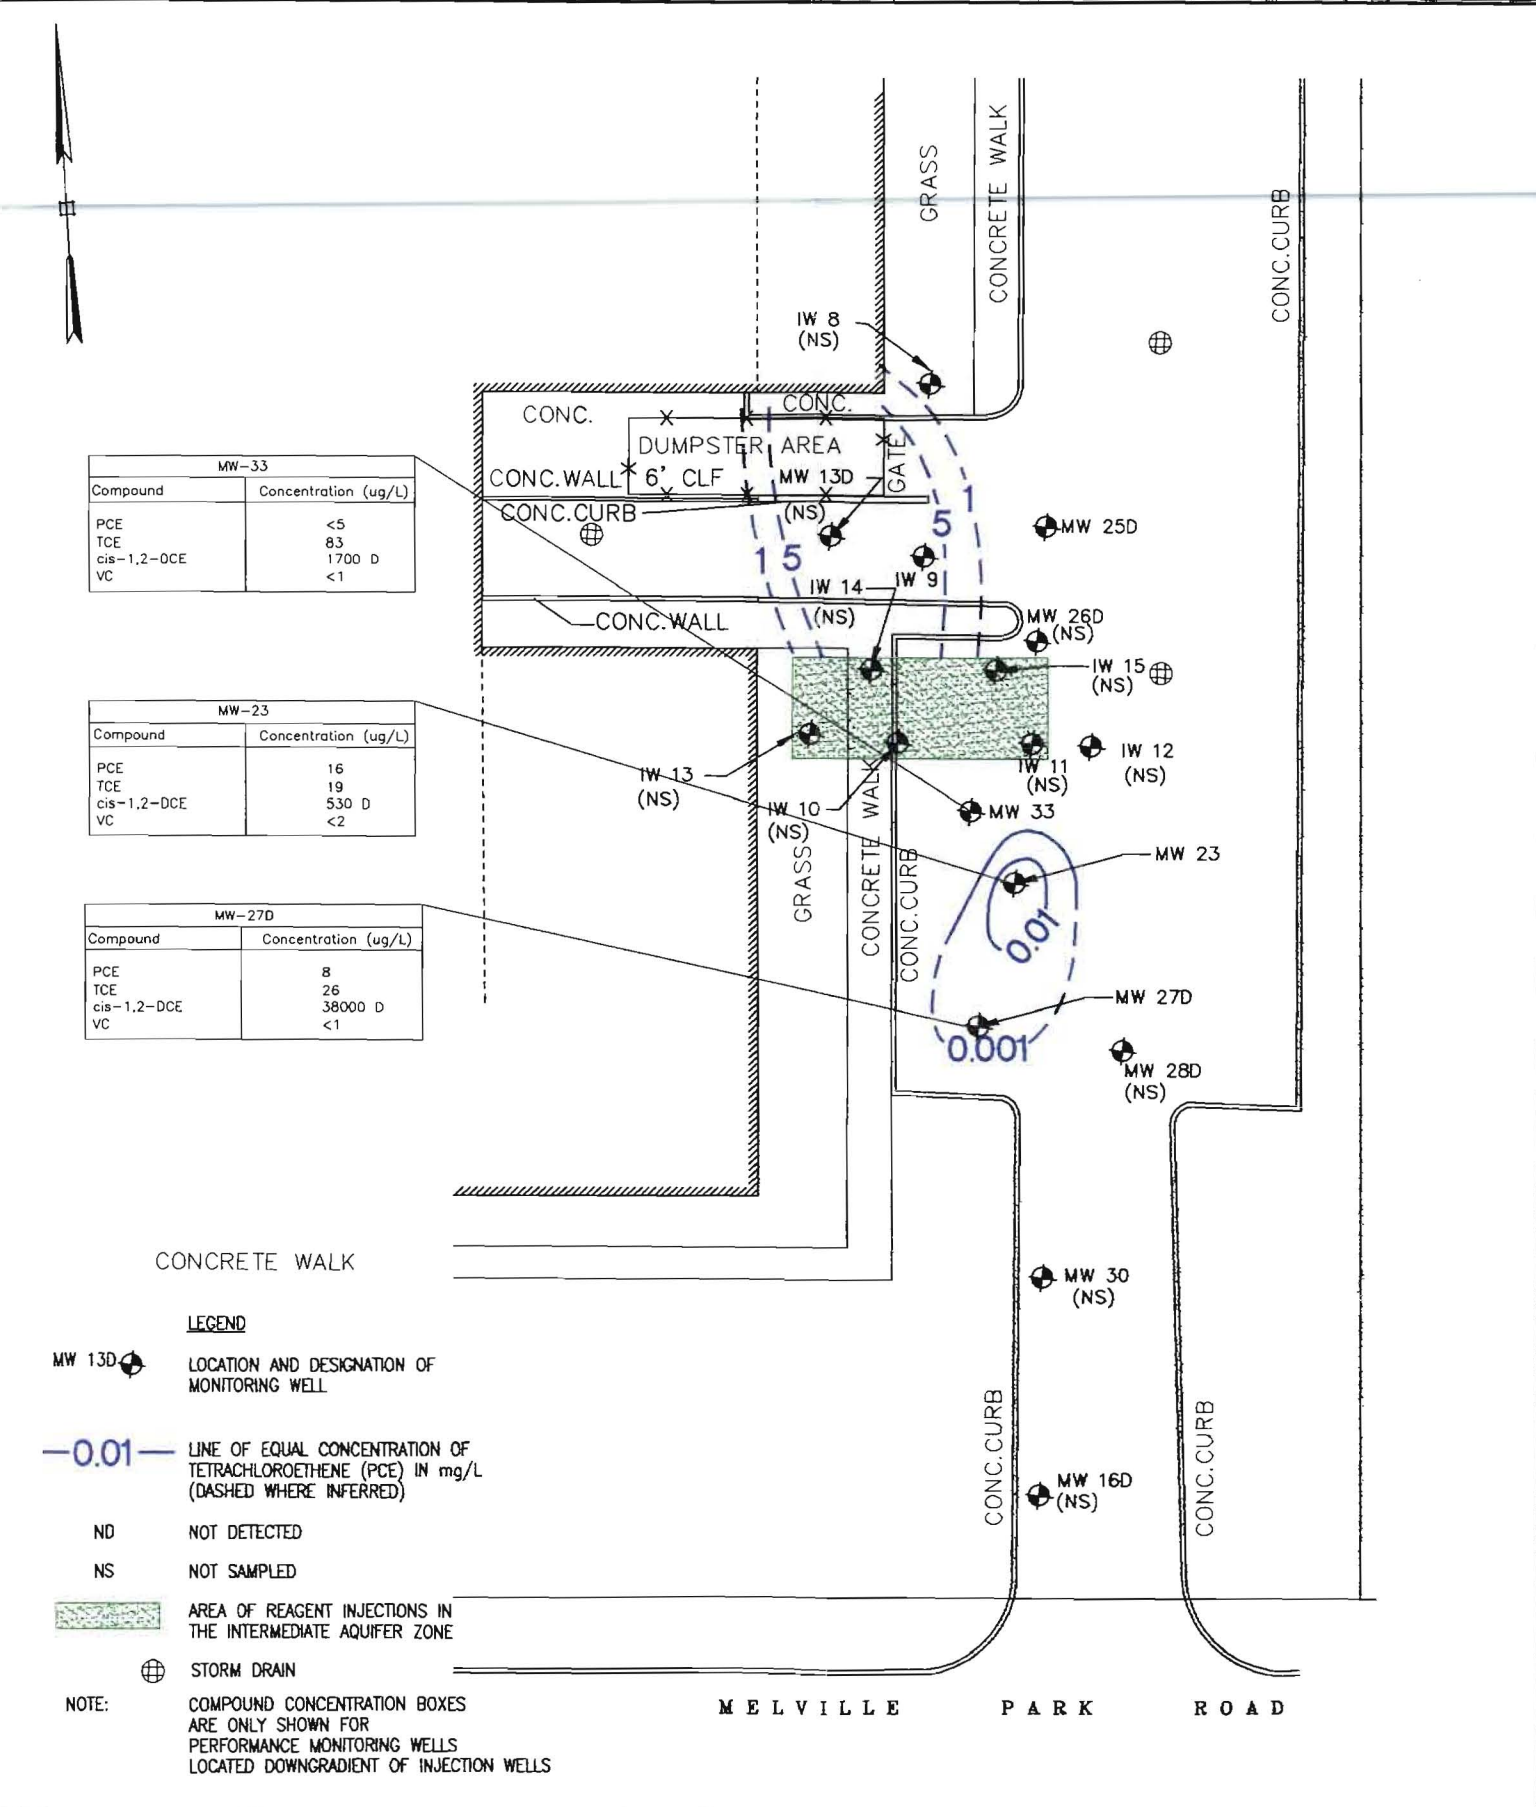 GRASS
CONCRETE WALK
CONC.CURB
IW 8
(NS)
CONC.
CONC.
DUMPSTER AREA
GATE
CONC.WALL
6' CLF
MW 13D
(NS)
CONC.CURB
1
5
5
1
MW 25D
IW 9
IW 14
(NS)
CONC.WALL
MW 26D
(NS)
IW 15
(NS)
MW-33
Compound Concentration (ug/L)
PCE <5
TCE 83
cis-1,2-DCE 1700 D
VC <1
MW-23
Compound Concentration (ug/L)
PCE 16
TCE 19
cis-1,2-DCE 530 D
VC <2
IW 13
(NS)
IW 10
(NS)
IW 11
(NS)
IW 12
(NS)
MW 33
MW 23
GRASS
CONCRETE WALK
CONC.CURB
0.01
MW-27D
Compound Concentration (ug/L)
PCE 8
TCE 26
cis-1,2-DCE 38000 D
VC <1
MW 27D
0.001
MW 28D
(NS)
CONCRETE WALK
MW 30
(NS)
CONC.CURB
CONC.CURB
MW 16D
(NS)
LEGEND
MW 13D LOCATION AND DESIGNATION OF
MONITORING WELL
0.01 LINE OF EQUAL CONCENTRATION OF
TETRACHLOROETHENE (PCE) IN mg/L
(DASHED WHERE INFERRED)
ND NOT DETECTED
NS NOT SAMPLED
AREA OF REAGENT INJECTIONS IN
THE INTERMEDIATE AQUIFER ZONE
STORM DRAIN
NOTE: COMPOUND CONCENTRATION BOXES
ARE ONLY SHOWN FOR
PERFORMANCE MONITORING WELLS
LOCATED DOWNGRADIENT OF INJECTION WELLS
MELVILLE PARK ROAD